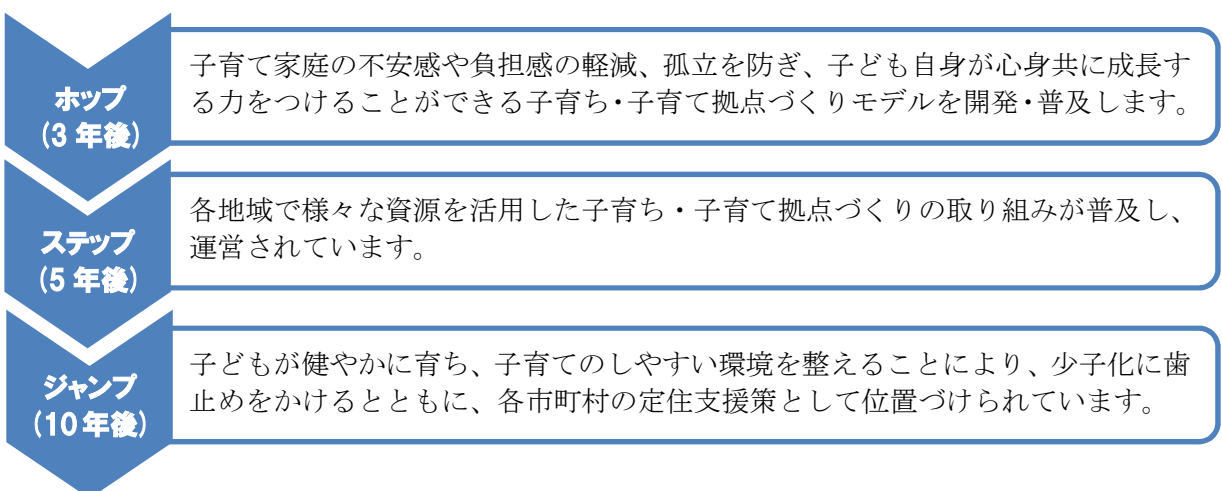 ホップ
(3 年後)
子育て家庭の不安感や負担感の軽減、孤立を防ぎ、子ども自身が心身共に成長す
る力をつけることができる子育ち・子育て拠点づくりモデルを開発・普及します。
ステップ
(5 年後)
各地域で様々な資源を活用した子育ち・子育て拠点づくりの取り組みが普及し、
運営されています。
ジャンプ
(10 年後)
子どもが健やかに育ち、子育てのしやすい環境を整えることにより、少子化に歯
止めをかけるとともに、各市町村の定住支援策として位置づけられています。